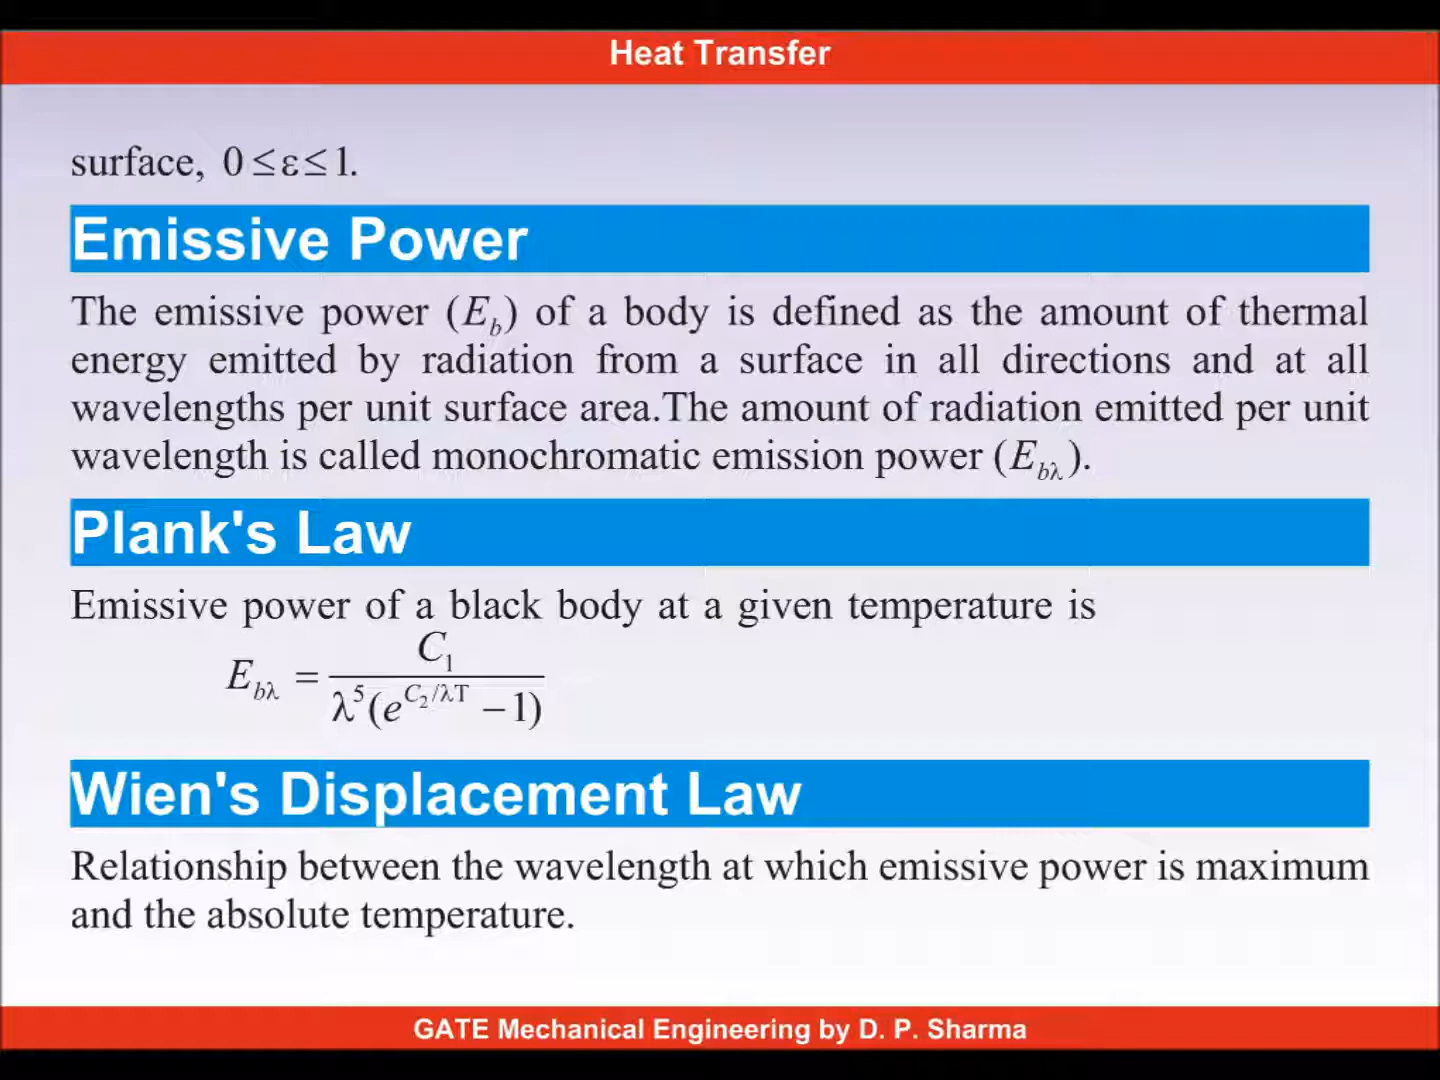 Heat Transfer
surface, 0 ≤ ε ≤ 1.
Emissive Power
The emissive power (E_b) of a body is defined as the amount of thermal
energy emitted by radiation from a surface in all directions and at all
wavelengths per unit surface area.The amount of radiation emitted per unit
wavelength is called monochromatic emission power (E_bλ).
Plank's Law
Emissive power of a black body at a given temperature is
E_bλ = C_1 / λ^5(e^(C_2/λT) − 1)
Wien's Displacement Law
Relationship between the wavelength at which emissive power is maximum
and the absolute temperature.
GATE Mechanical Engineering by D. P. Sharma